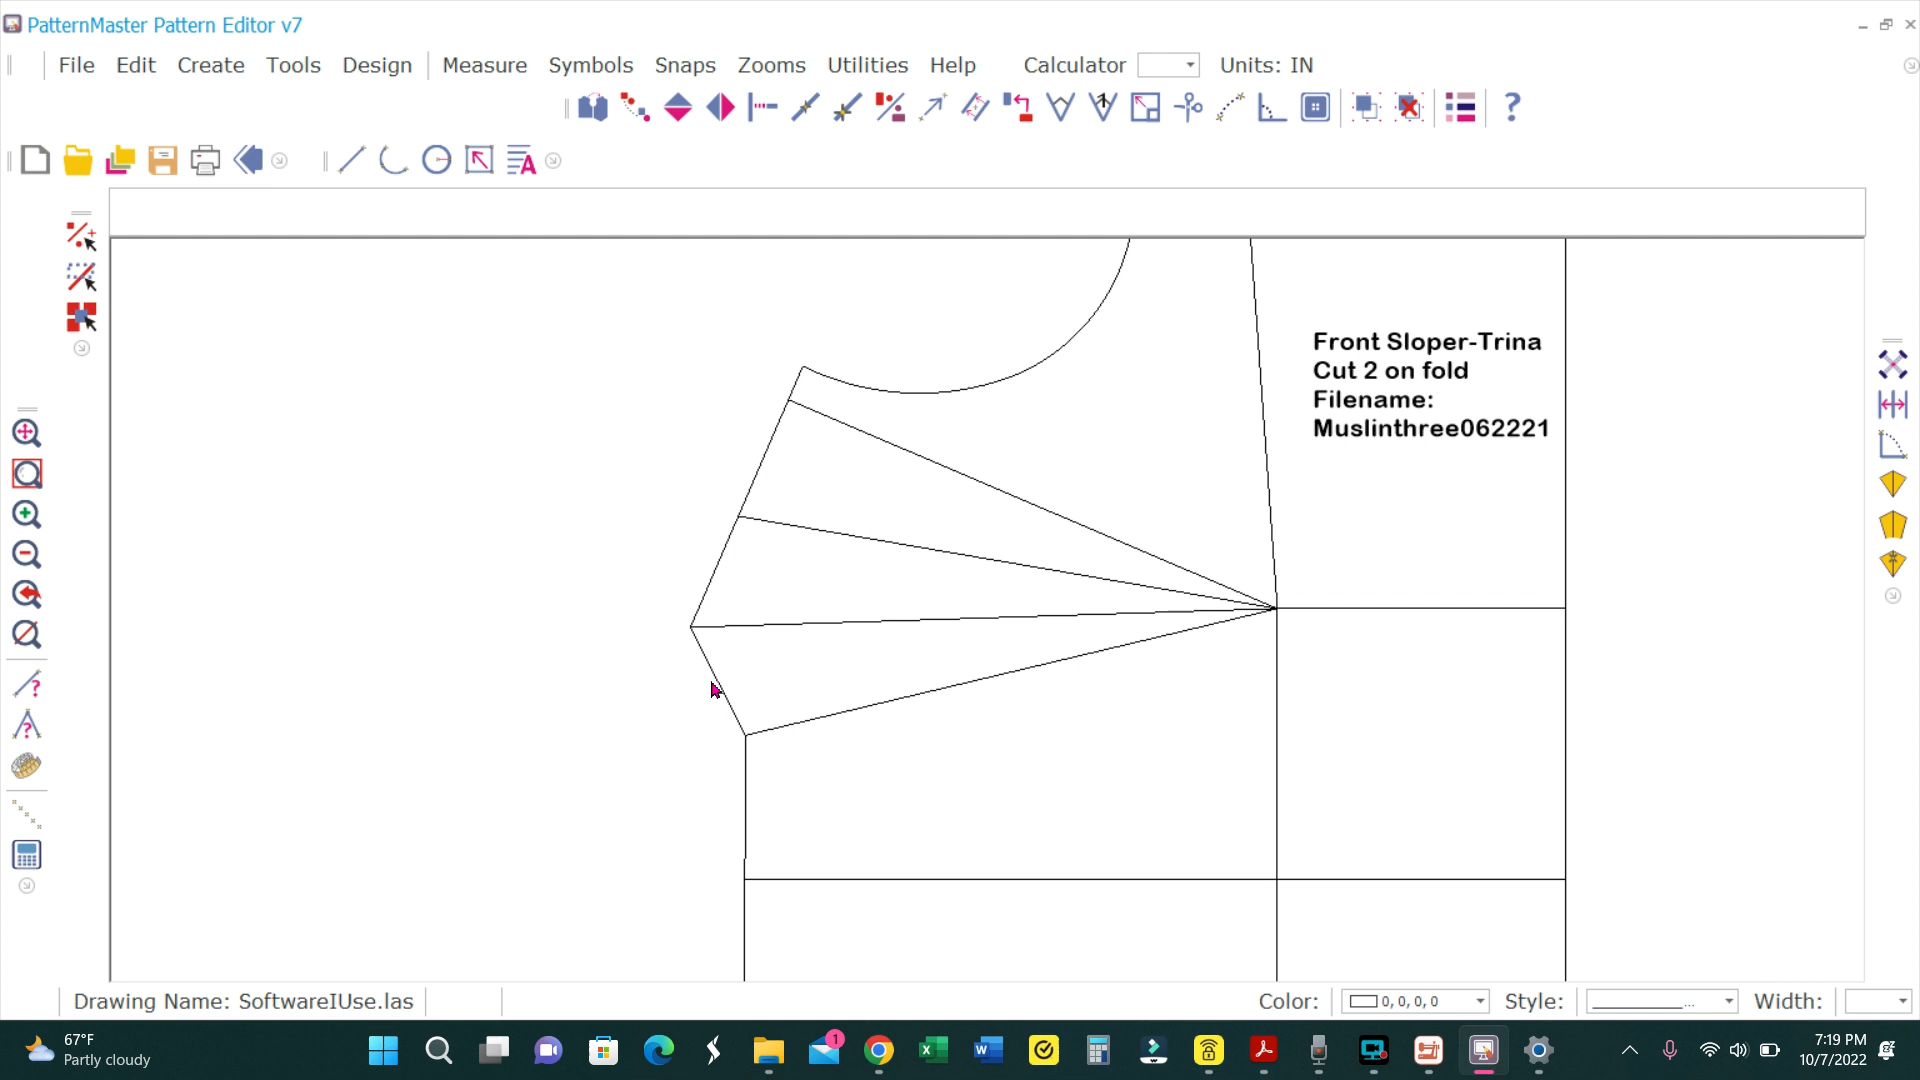 PatternMaster Pattern Editor v7
File Edit Create Tools Design Measure Symbols Snaps Zooms Utilities Help Calculator Units: IN
Front Sloper-Trina
Cut 2 on fold
Filename:
Muslinthree062221
Drawing Name: SoftwareIUse.las Color: 0, 0, 0, 0 Style: ... Width:
67°F
Partly cloudy
1
7:19 PM
10/7/2022